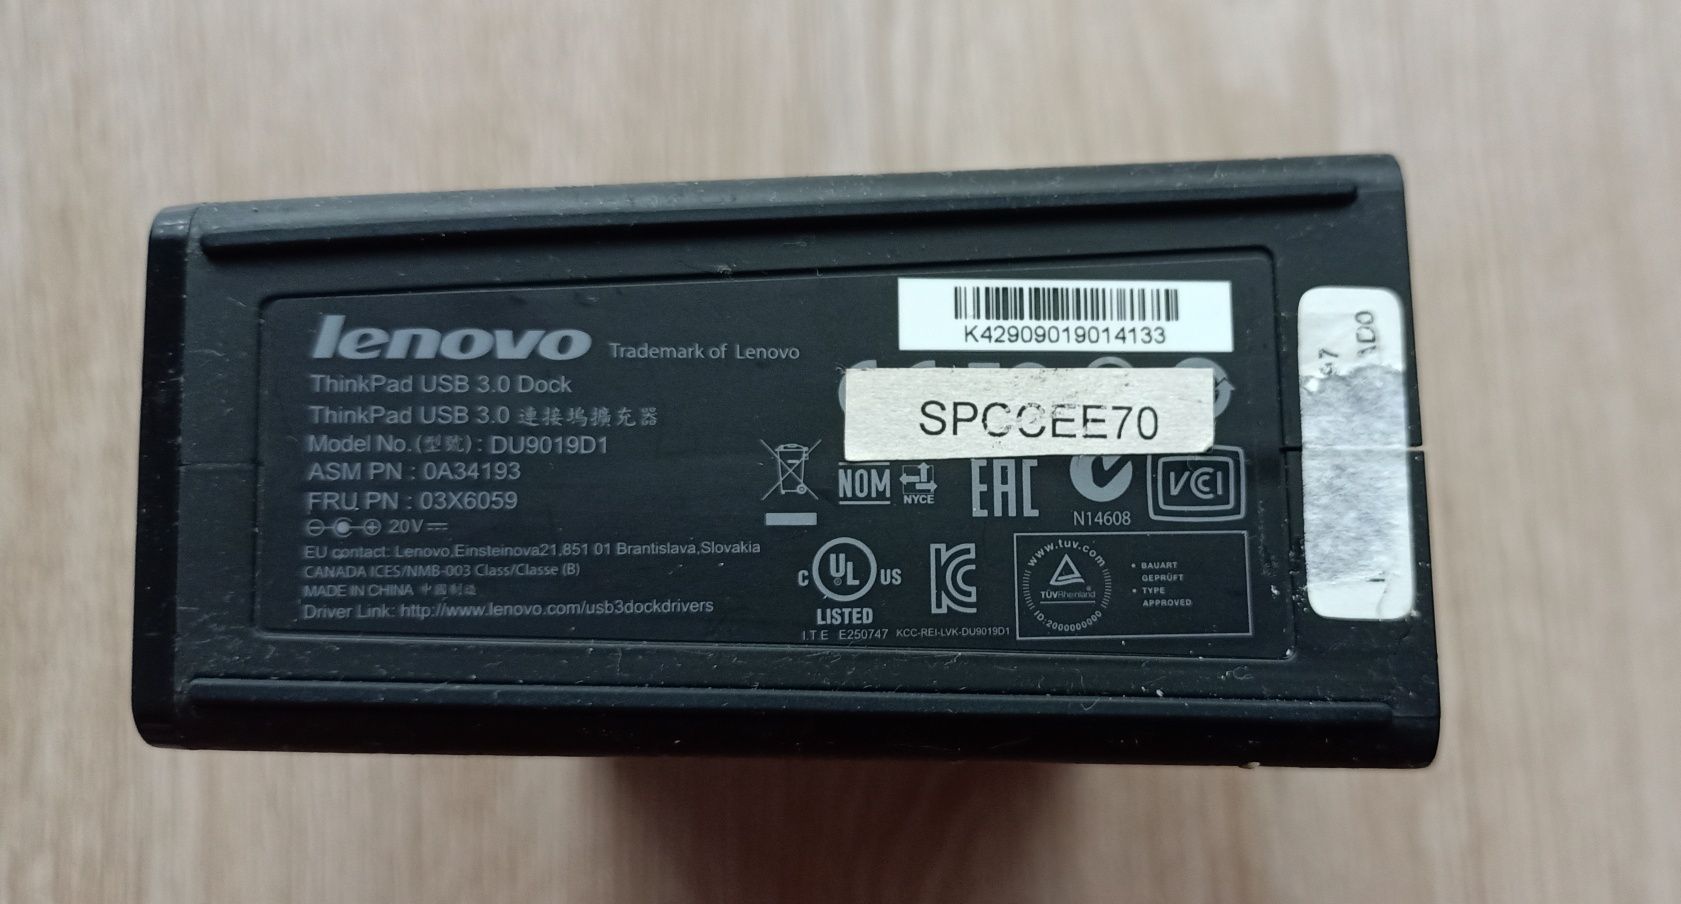 lenovo Trademark of Lenovo
ThinkPad USB 3.0 Dock
ThinkPad USB 3.0 連接塢擴充器
Model No.(型號) : DU9019D1
ASM PN : 0A34193
FRU PN : 03X6059
20V
EU contact: Lenovo,Einsteinova21,851 01 Brantislava,Slovakia
CANADA ICES/NMB-003 Class/Classe (B)
MADE IN CHINA 中國制造
Driver Link: http://www.lenovo.com/usb3dockdrivers
K42909019014133
SPCCEE70
NOM
NYCE
EAC
N14608
VCI
C UL US
LISTED
I.T.E E250747
KCC-REI-LVK-DU9019D1
www.tuv.com
TÜVRheinland
ID:2000000000
• BAUART
GEPRÜFT
• TYPE
APPROVED